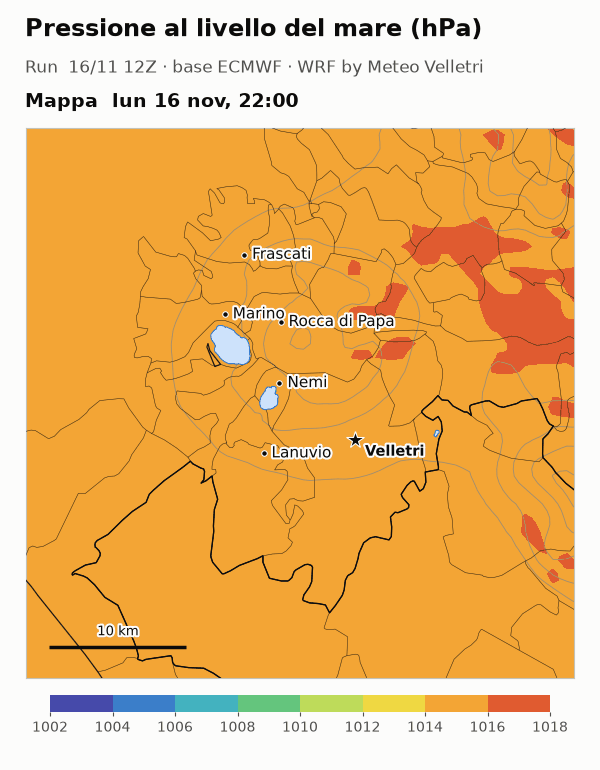 Pressione al livello del mare (hPa)
Run 16/11 12Z · base ECMWF · WRF by Meteo Velletri
Mappa lun 16 nov, 22:00
Frascati
Marino
Rocca di Papa
Nemi
Velletri
Lanuvio
10 km
1002 1004 1006 1008 1010 1012 1014 1016 1018